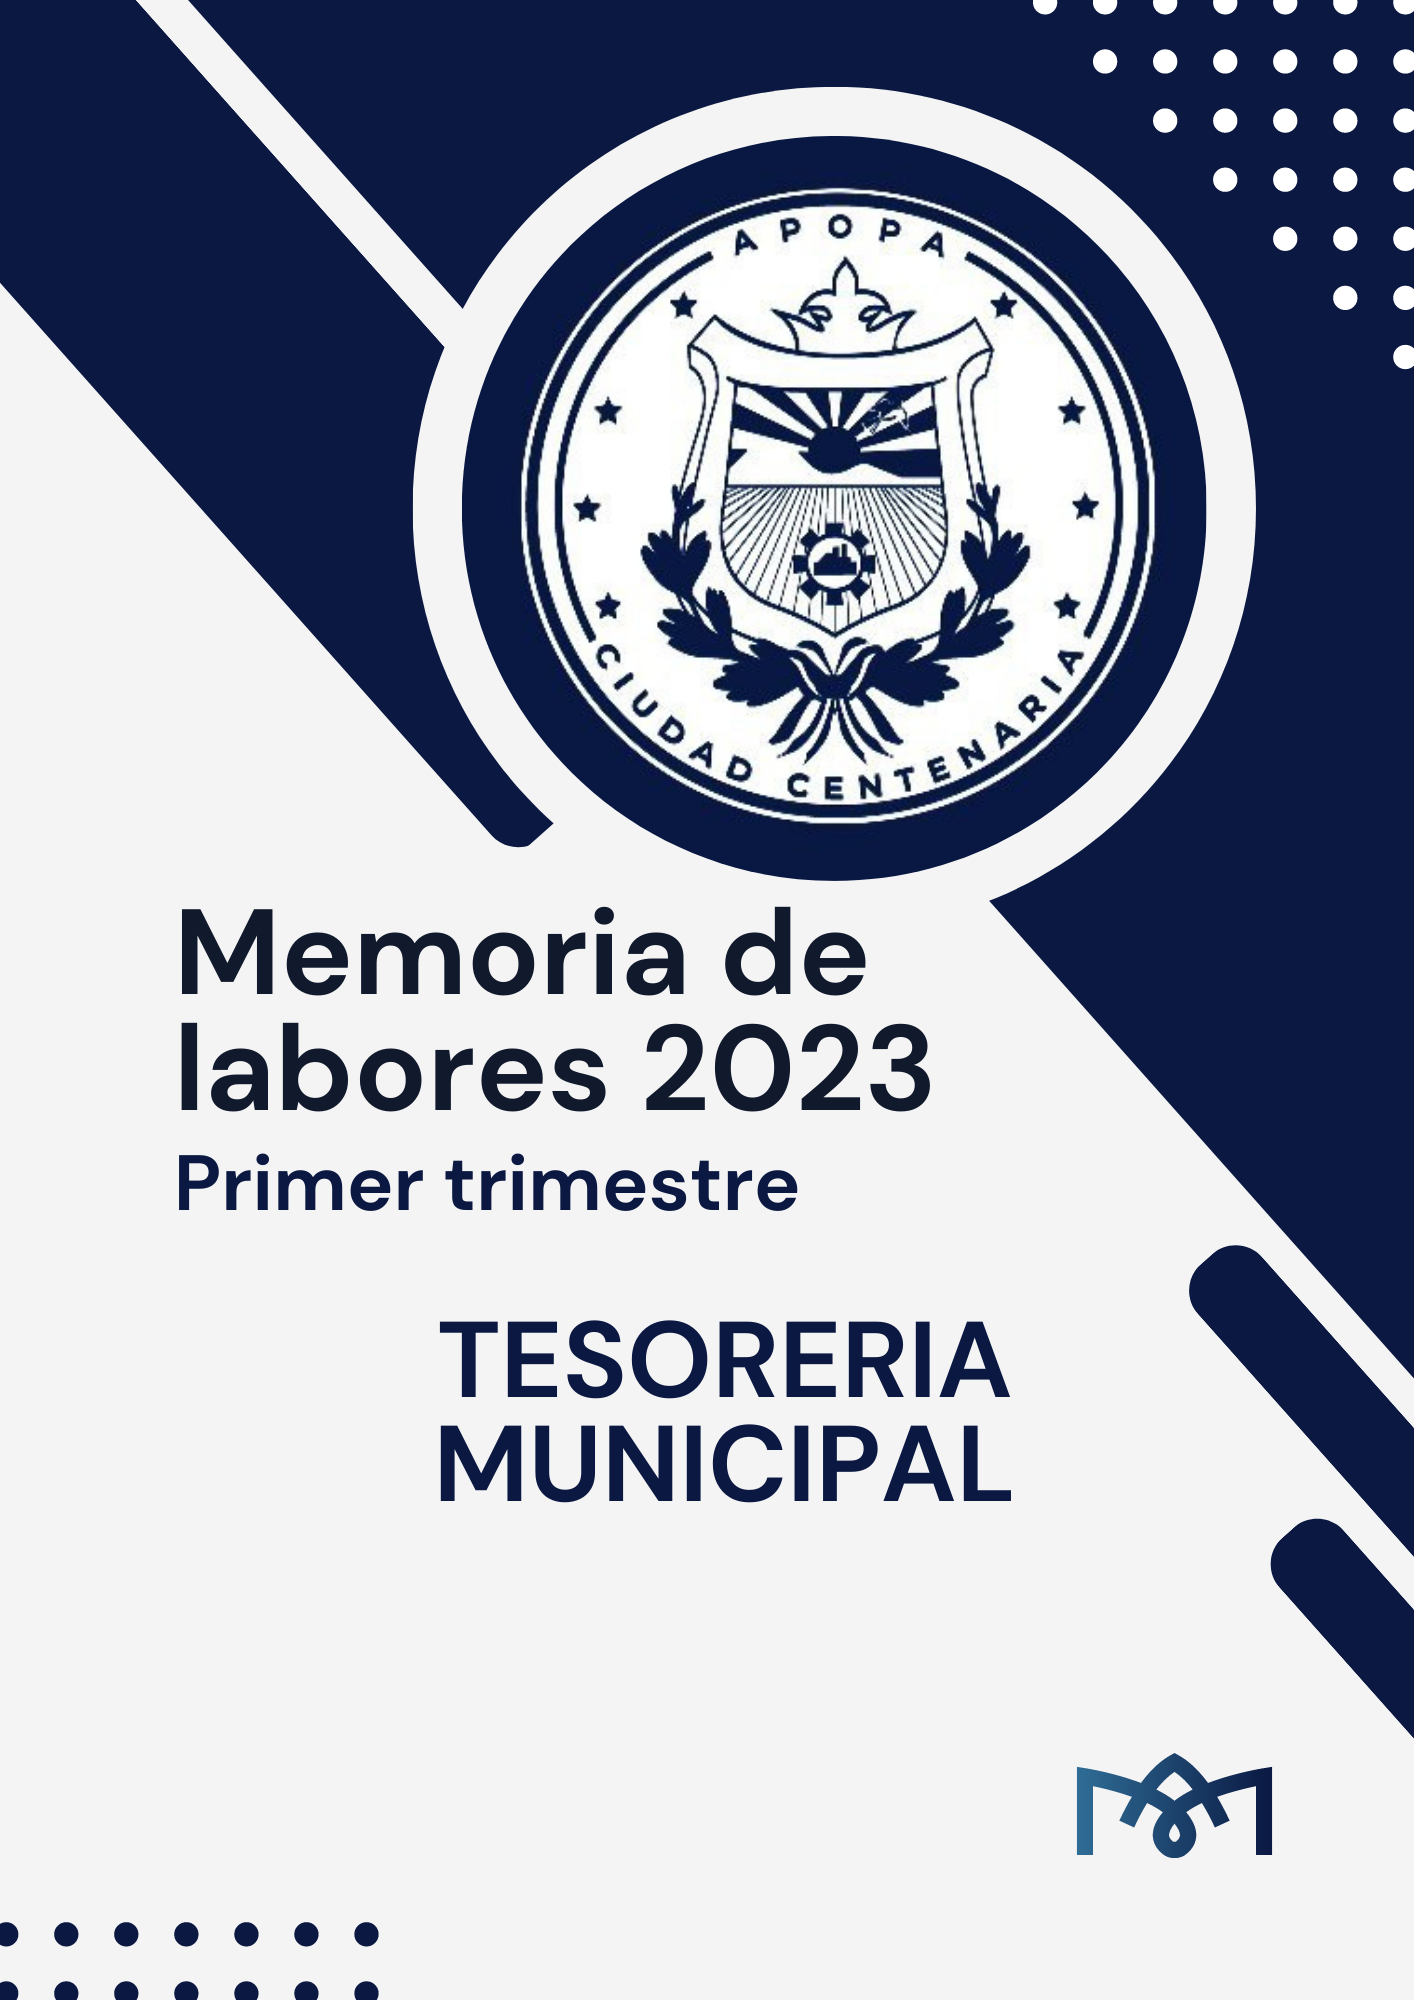 APOPA
CIUDAD CENTENARIA
Memoria de
labores 2023
Primer trimestre
TESORERIA
MUNICIPAL